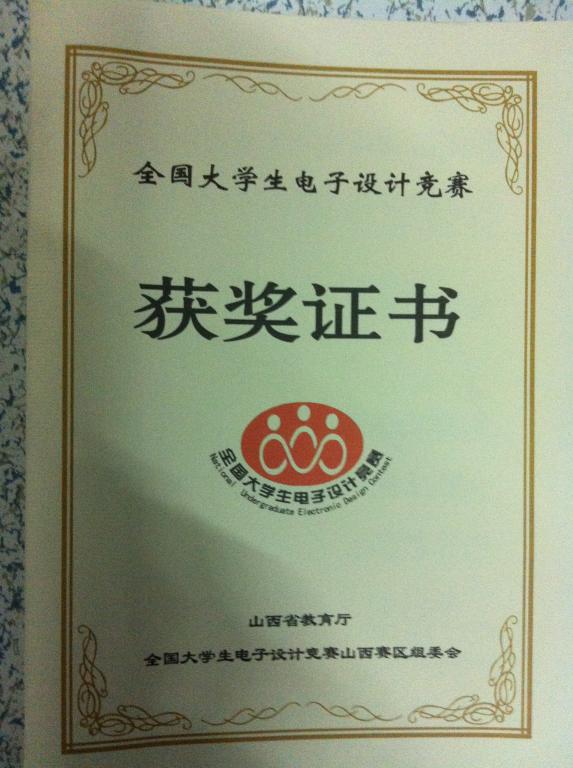 全国大学生电子设计竞赛
获奖证书
全国大学生电子设计竞赛
National Undergraduate Electronic Design Contest
山西省教育厅
全国大学生电子设计竞赛山西赛区组委会